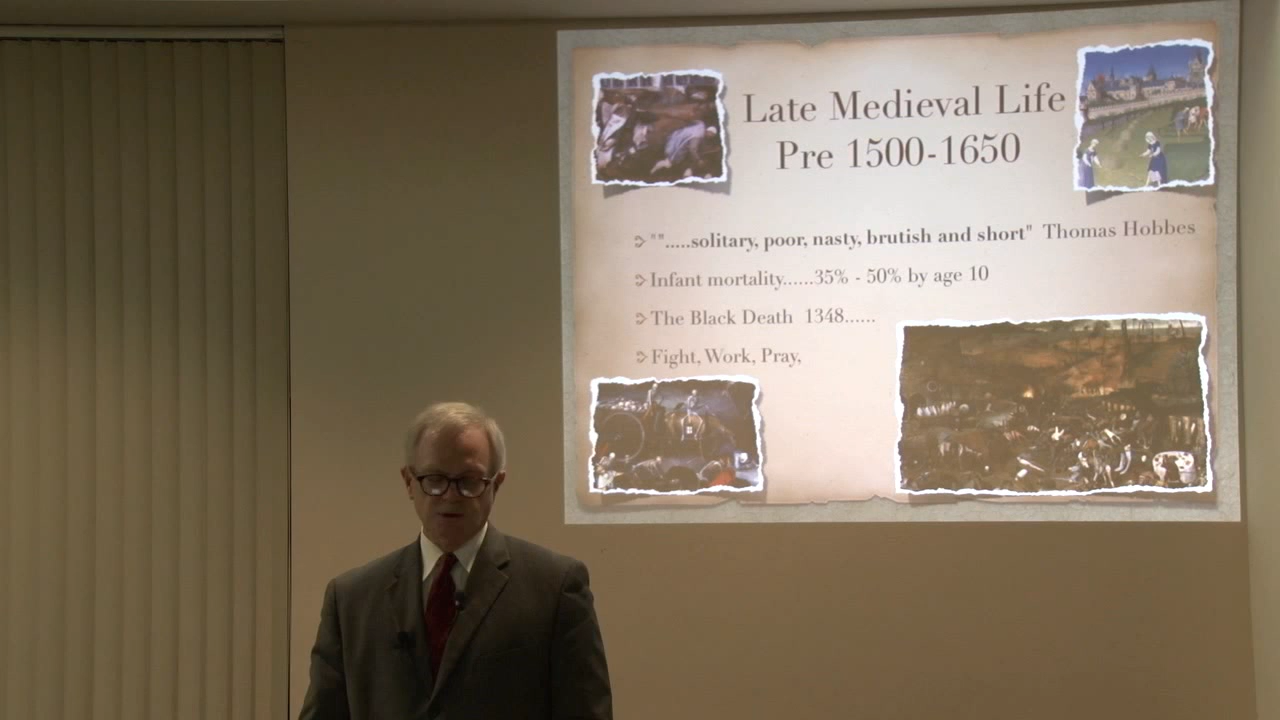 Late Medieval Life
Pre 1500-1650
"".....solitary, poor, nasty, brutish and short" Thomas Hobbes
Infant mortality......35% - 50% by age 10
The Black Death 1348......
Fight, Work, Pray,